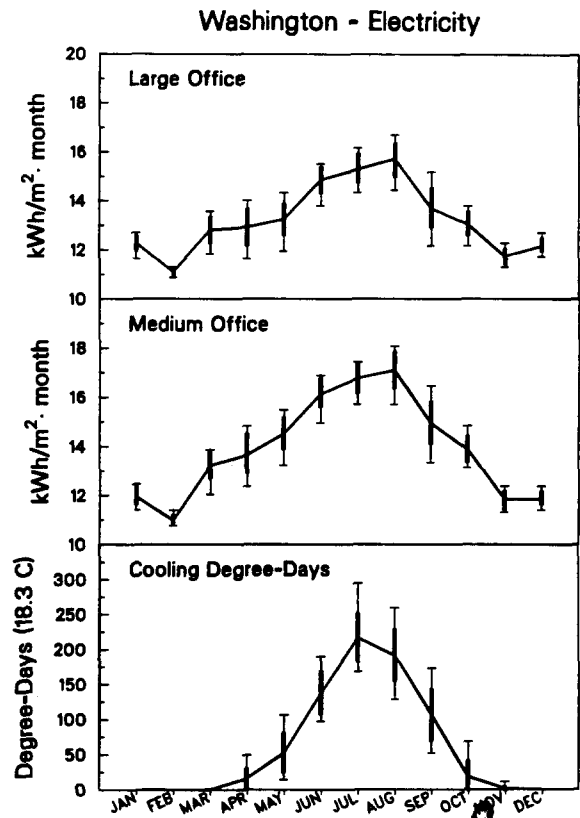 Washington - Electricity
Large Office
kWh/m²· month
20
18
16
14
12
10
Medium Office
kWh/m²· month
18
16
14
12
10
Cooling Degree-Days
Degree-Days (18.3 C)
300
250
200
150
100
50
0
JAN FEB MAR APR MAY JUN JUL AUG SEP OCT NOV DEC